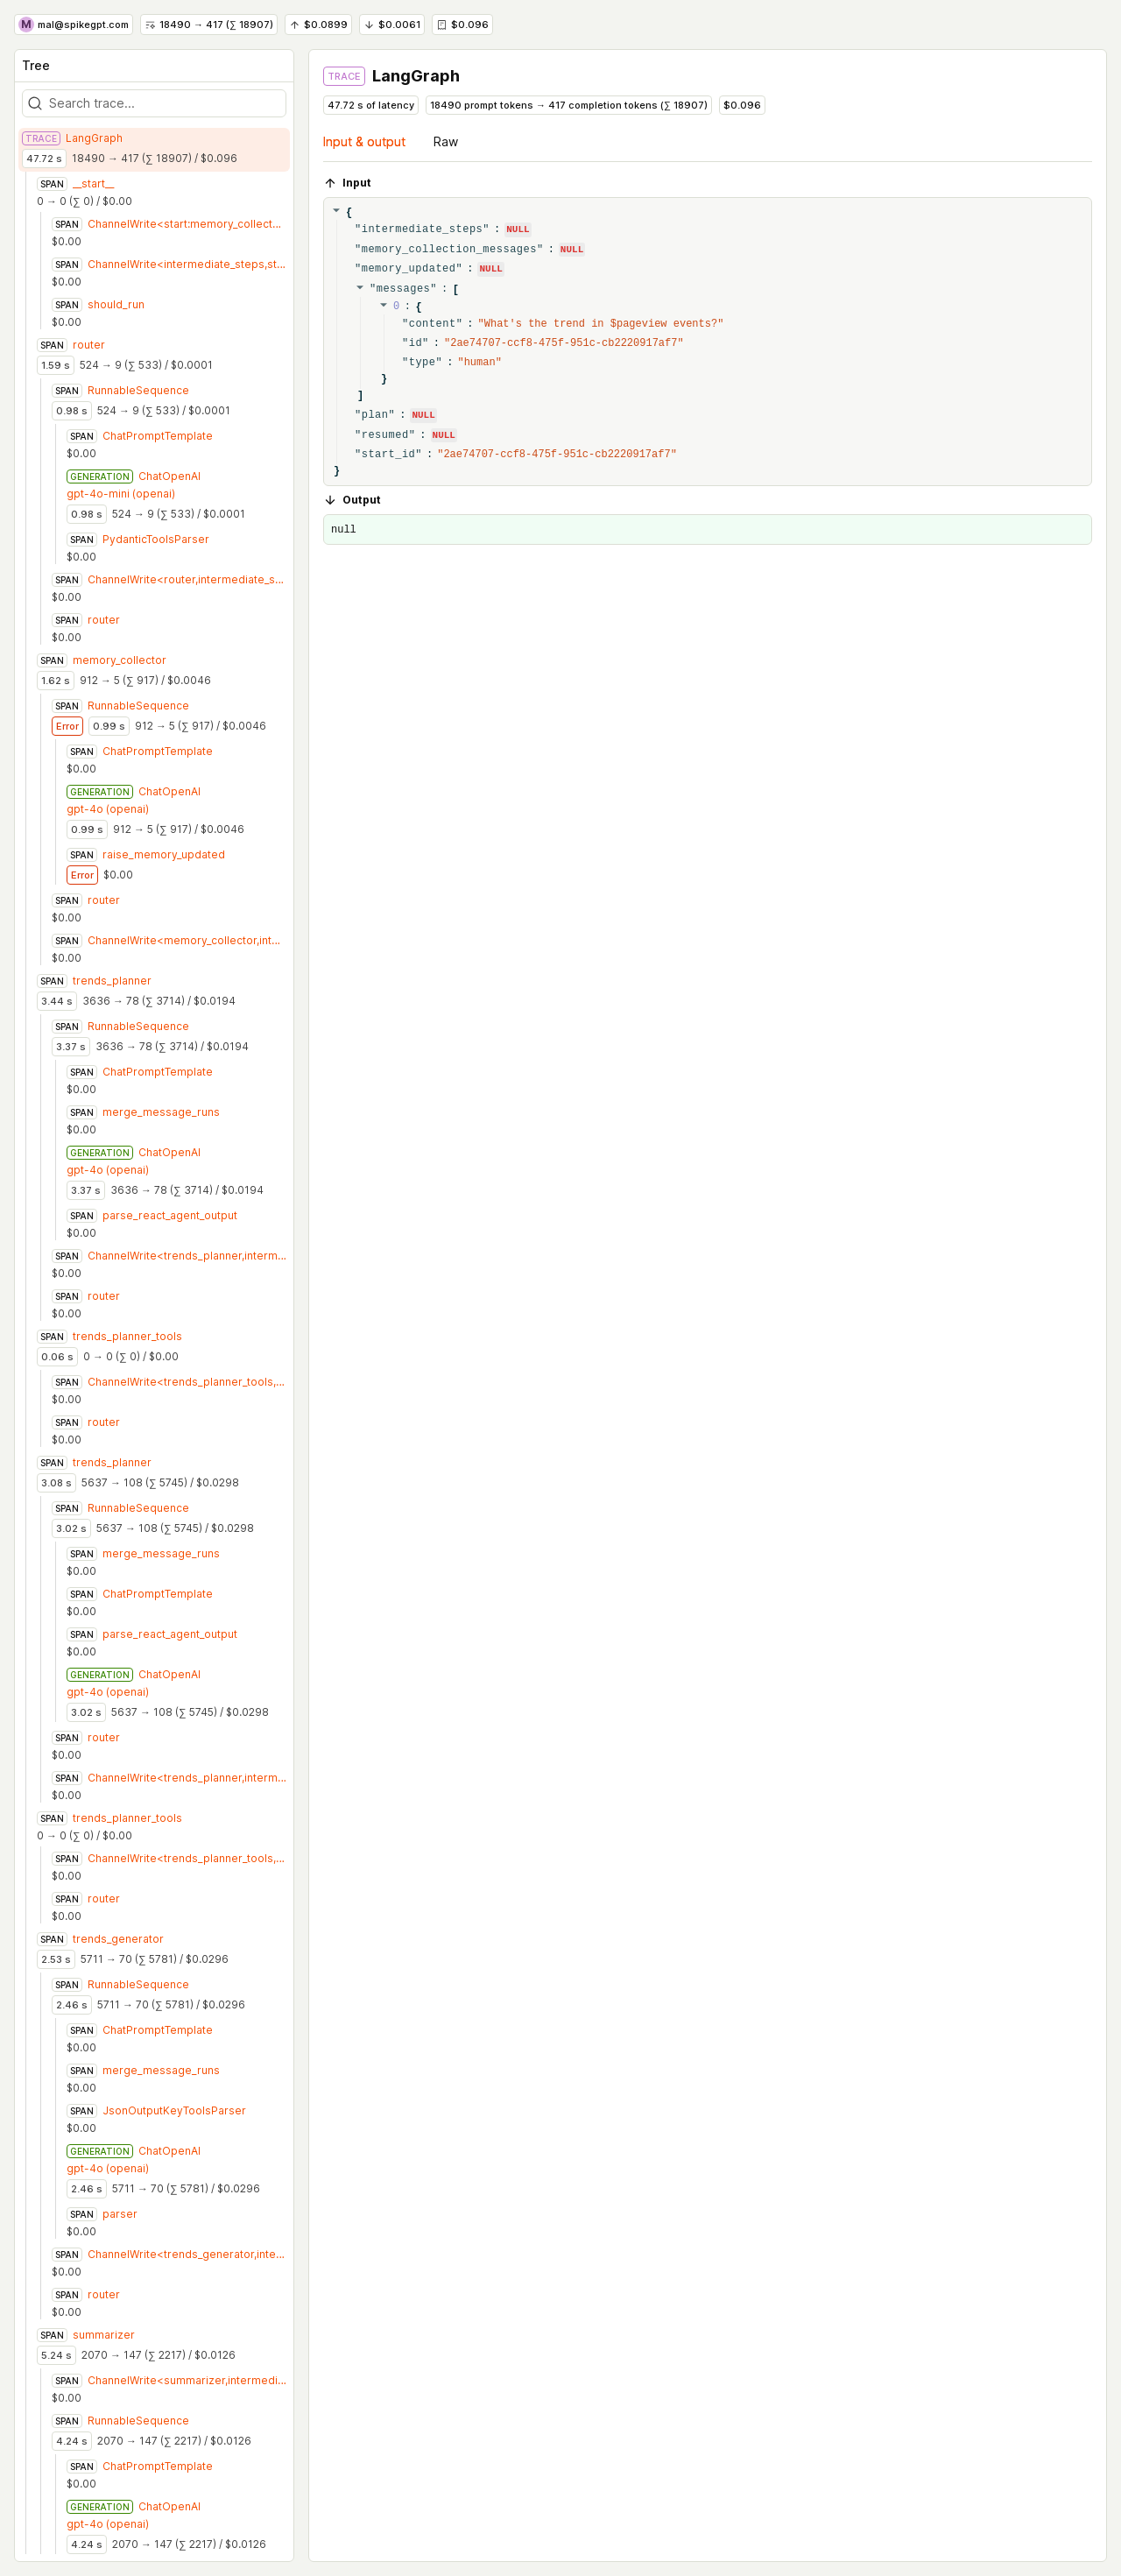 M mal@spikegpt.com 18490 → 417 (∑ 18907) ↑ $0.0899 ↓ $0.0061 $0.096
Tree
Search trace...
TRACE LangGraph
47.72 s 18490 → 417 (∑ 18907) / $0.096
SPAN __start__
0 → 0 (∑ 0) / $0.00
SPAN ChannelWrite<start:memory_collect...
$0.00
SPAN ChannelWrite<intermediate_steps,st...
$0.00
SPAN should_run
$0.00
SPAN router
1.59 s 524 → 9 (∑ 533) / $0.0001
SPAN RunnableSequence
0.98 s 524 → 9 (∑ 533) / $0.0001
SPAN ChatPromptTemplate
$0.00
GENERATION ChatOpenAI
gpt-4o-mini (openai)
0.98 s 524 → 9 (∑ 533) / $0.0001
SPAN PydanticToolsParser
$0.00
SPAN ChannelWrite<router,intermediate_s...
$0.00
SPAN router
$0.00
SPAN memory_collector
1.62 s 912 → 5 (∑ 917) / $0.0046
SPAN RunnableSequence
Error 0.99 s 912 → 5 (∑ 917) / $0.0046
SPAN ChatPromptTemplate
$0.00
GENERATION ChatOpenAI
gpt-4o (openai)
0.99 s 912 → 5 (∑ 917) / $0.0046
SPAN raise_memory_updated
Error $0.00
SPAN router
$0.00
SPAN ChannelWrite<memory_collector,int...
$0.00
SPAN trends_planner
3.44 s 3636 → 78 (∑ 3714) / $0.0194
SPAN RunnableSequence
3.37 s 3636 → 78 (∑ 3714) / $0.0194
SPAN ChatPromptTemplate
$0.00
SPAN merge_message_runs
$0.00
GENERATION ChatOpenAI
gpt-4o (openai)
3.37 s 3636 → 78 (∑ 3714) / $0.0194
SPAN parse_react_agent_output
$0.00
SPAN ChannelWrite<trends_planner,interm...
$0.00
SPAN router
$0.00
SPAN trends_planner_tools
0.06 s 0 → 0 (∑ 0) / $0.00
SPAN ChannelWrite<trends_planner_tools,...
$0.00
SPAN router
$0.00
SPAN trends_planner
3.08 s 5637 → 108 (∑ 5745) / $0.0298
SPAN RunnableSequence
3.02 s 5637 → 108 (∑ 5745) / $0.0298
SPAN merge_message_runs
$0.00
SPAN ChatPromptTemplate
$0.00
SPAN parse_react_agent_output
$0.00
GENERATION ChatOpenAI
gpt-4o (openai)
3.02 s 5637 → 108 (∑ 5745) / $0.0298
SPAN router
$0.00
SPAN ChannelWrite<trends_planner,interm...
$0.00
SPAN trends_planner_tools
0 → 0 (∑ 0) / $0.00
SPAN ChannelWrite<trends_planner_tools,...
$0.00
SPAN router
$0.00
SPAN trends_generator
2.53 s 5711 → 70 (∑ 5781) / $0.0296
SPAN RunnableSequence
2.46 s 5711 → 70 (∑ 5781) / $0.0296
SPAN ChatPromptTemplate
$0.00
SPAN merge_message_runs
$0.00
SPAN JsonOutputKeyToolsParser
$0.00
GENERATION ChatOpenAI
gpt-4o (openai)
2.46 s 5711 → 70 (∑ 5781) / $0.0296
SPAN parser
$0.00
SPAN ChannelWrite<trends_generator,inte...
$0.00
SPAN router
$0.00
SPAN summarizer
5.24 s 2070 → 147 (∑ 2217) / $0.0126
SPAN ChannelWrite<summarizer,intermedi...
$0.00
SPAN RunnableSequence
4.24 s 2070 → 147 (∑ 2217) / $0.0126
SPAN ChatPromptTemplate
$0.00
GENERATION ChatOpenAI
gpt-4o (openai)
4.24 s 2070 → 147 (∑ 2217) / $0.0126
TRACE LangGraph
47.72 s of latency 18490 prompt tokens → 417 completion tokens (∑ 18907) $0.096
Input & output Raw
↑ Input
{
"intermediate_steps" : NULL
"memory_collection_messages" : NULL
"memory_updated" : NULL
"messages" : [
0 : {
"content" : "What's the trend in $pageview events?"
"id" : "2ae74707-ccf8-475f-951c-cb2220917af7"
"type" : "human"
}
]
"plan" : NULL
"resumed" : NULL
"start_id" : "2ae74707-ccf8-475f-951c-cb2220917af7"
}
↓ Output
null